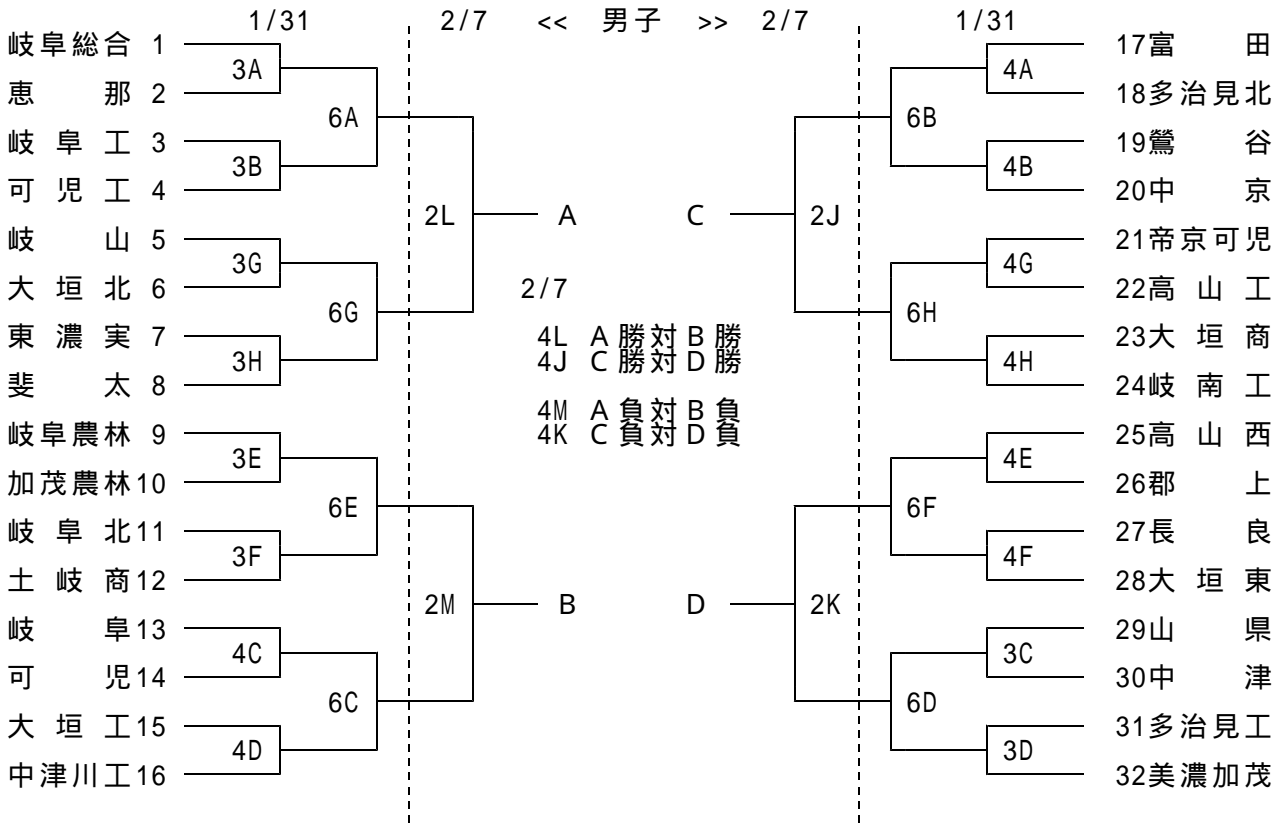 1/31 2/7 << 男子 >> 2/7 1/31
岐阜総合 1 17富田
3A 4A
恵那 2 18多治見北
6A 6B
岐阜工 3 19鶯谷
3B 4B
可児工 4 20中京
2L A C 2J
岐山 5 21帝京可児
3G 4G
大垣北 6 2/7 22高山工
6G 6H
東濃実 7 4L A勝対B勝 23大垣商
3H 4J C勝対D勝 4H
斐太 8 24岐南工
4M A負対B負
岐阜農林 9 4K C負対D負 25高山西
3E 4E
加茂農林10 26郡上
6E 6F
岐阜北11 27長良
3F 4F
土岐商12 28大垣東
2M B D 2K
岐阜13 29山県
4C 3C
可児14 30中津
6C 6D
大垣工15 31多治見工
4D 3D
中津川工16 32美濃加茂